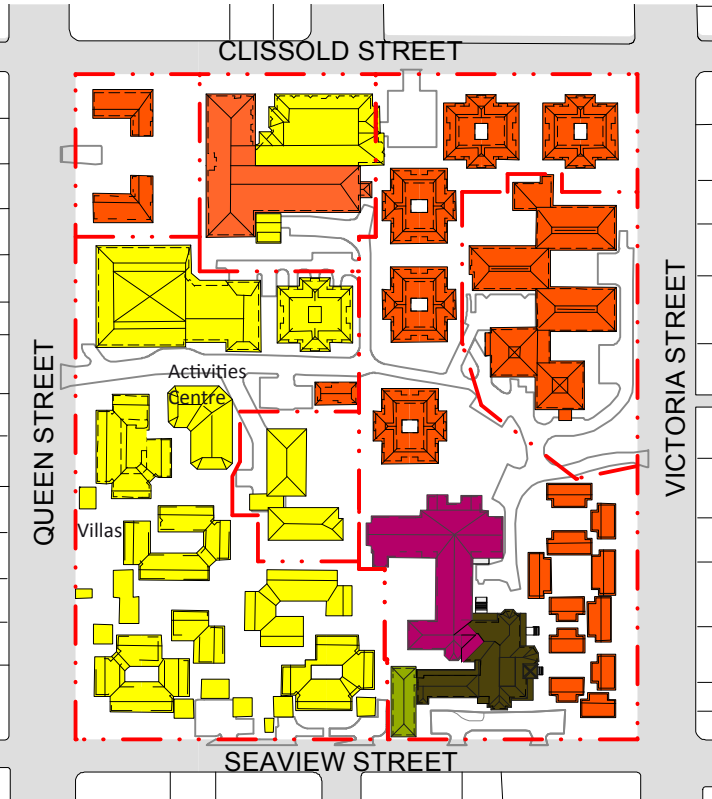 CLISSOLD STREET
QUEEN STREET
Activities
Centre
VICTORIA STREET
Villas
SEAVIEW STREET